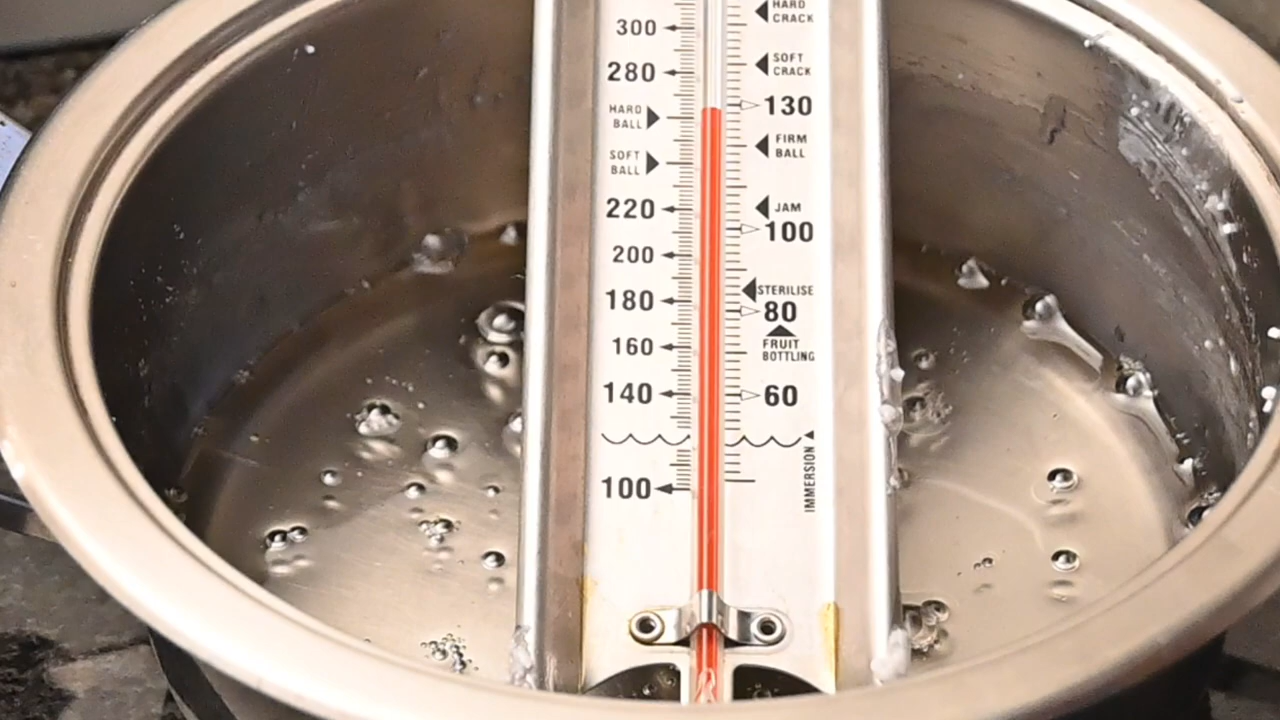 HARD
CRACK
300
SOFT
CRACK
280
130
HARD
BALL
FIRM
BALL
SOFT
BALL
JAM
220
100
200
STERILISE
180
80
FRUIT
BOTTLING
160
140
60
IMMERSION
100